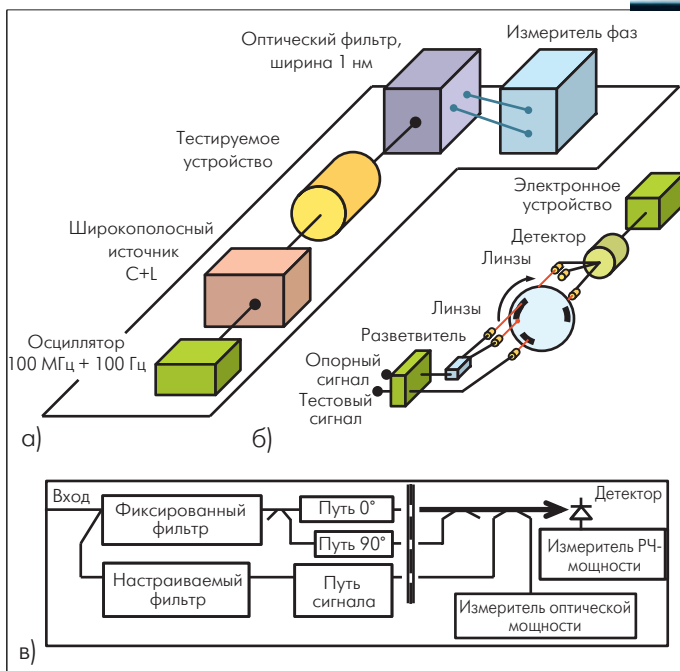 Оптический фильтр,
ширина 1 нм
Измеритель фаз
Тестируемое
устройство
Электронное
устройство
Широкополосный
источник
C+L
Детектор
Линзы
Линзы
Разветвитель
Осциллятор
100 МГц + 100 Гц
Опорный
сигнал
Тестовый
сигнал
а)
б)
Вход
Детектор
Фиксированный
фильтр
Путь 0°
Путь 90°
Измеритель РЧ-
мощности
Настраиваемый
фильтр
Путь
сигнала
Измеритель оптической
мощности
в)